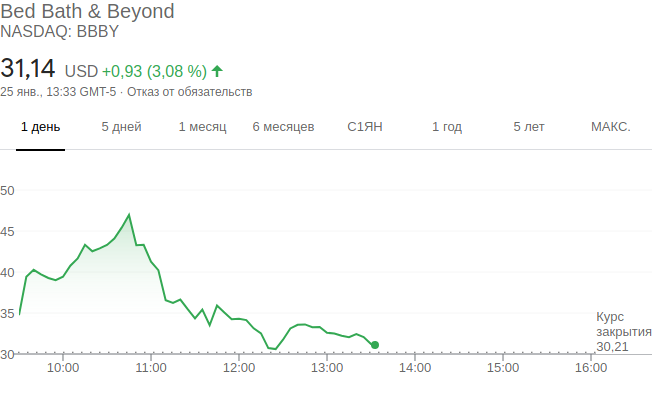 Bed Bath & Beyond
NASDAQ: BBBY
31,14 USD +0,93 (3,08 %)
25 янв., 13:33 GMT-5 · Отказ от обязательств
1 день 5 дней 1 месяц 6 месяцев С1ЯН 1 год 5 лет МАКС.
50
45
40
35
Курс
закрытия
30,21
30
10:00 11:00 12:00 13:00 14:00 15:00 16:00